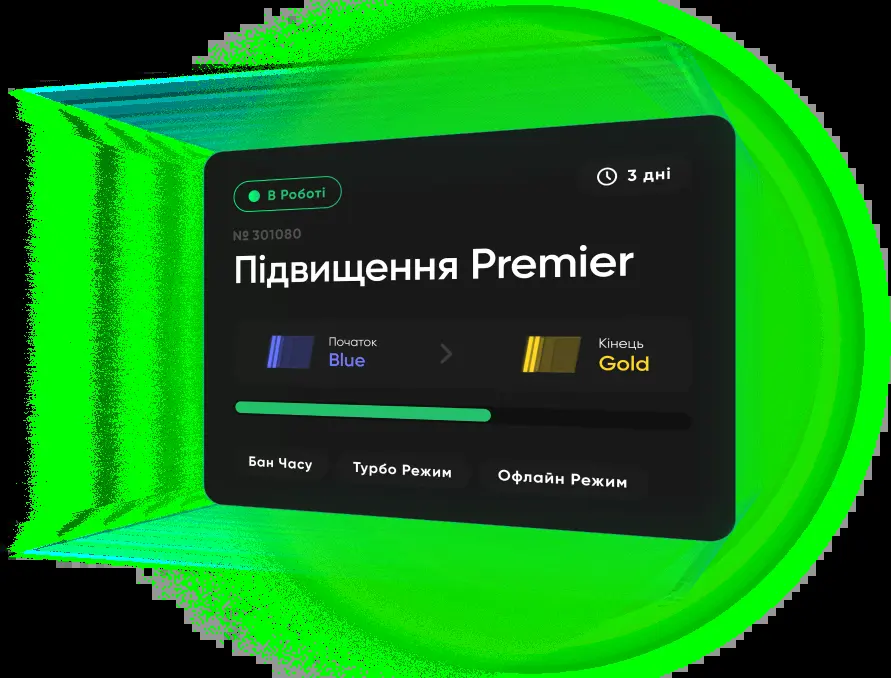 В Роботі
3 дні
№ 301080
Підвищення Premier
Початок
Blue
Кінець
Gold
Бан Часу
Турбо Режим
Офлайн Режим